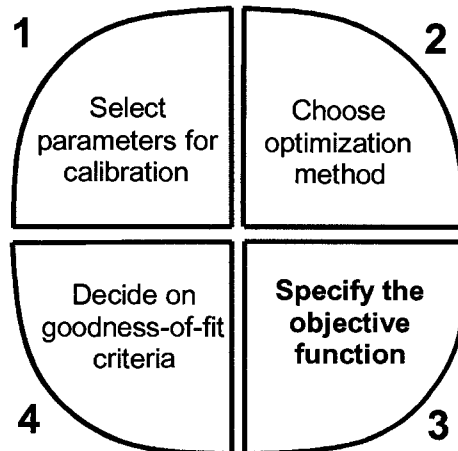 1
Select
parameters for
calibration
2
Choose
optimization
method
Decide on
goodness-of-fit
criteria
4
Specify the
objective
function
3